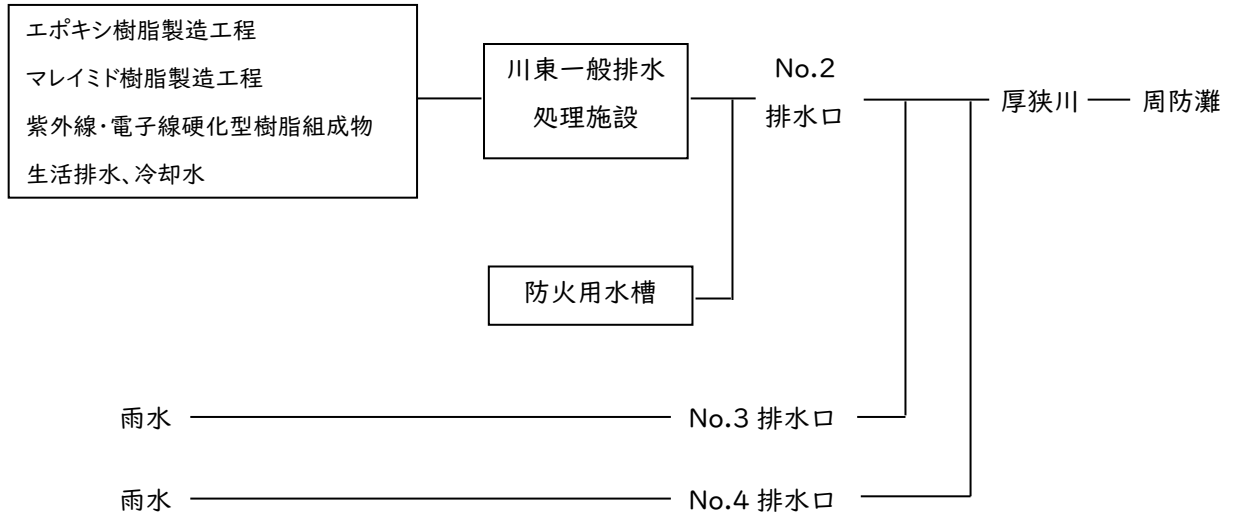 エポキシ樹脂製造工程
マレイミド樹脂製造工程
紫外線・電子線硬化型樹脂組成物
生活排水、冷却水
川東一般排水
処理施設
No.2
排水口
厚狭川
周防灘
防火用水槽
雨水
No.3 排水口
雨水
No.4 排水口